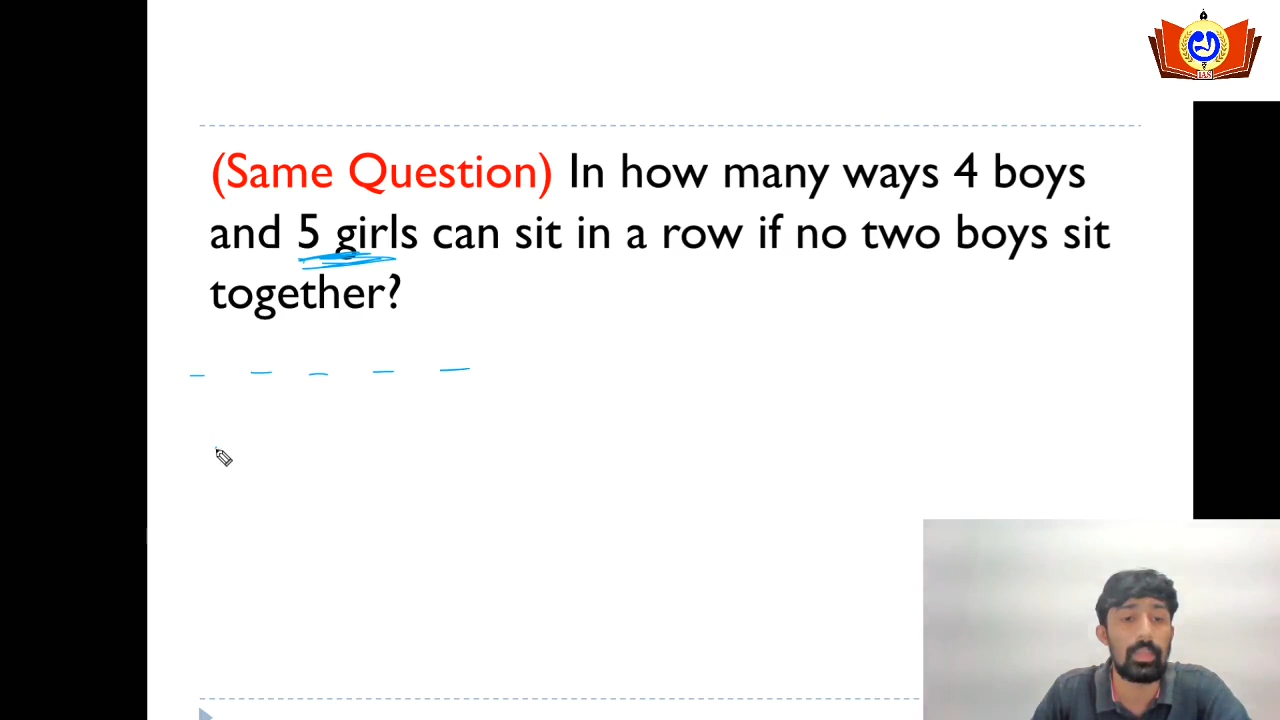 IAS
(Same Question) In how many ways 4 boys
and 5 girls can sit in a row if no two boys sit
together?